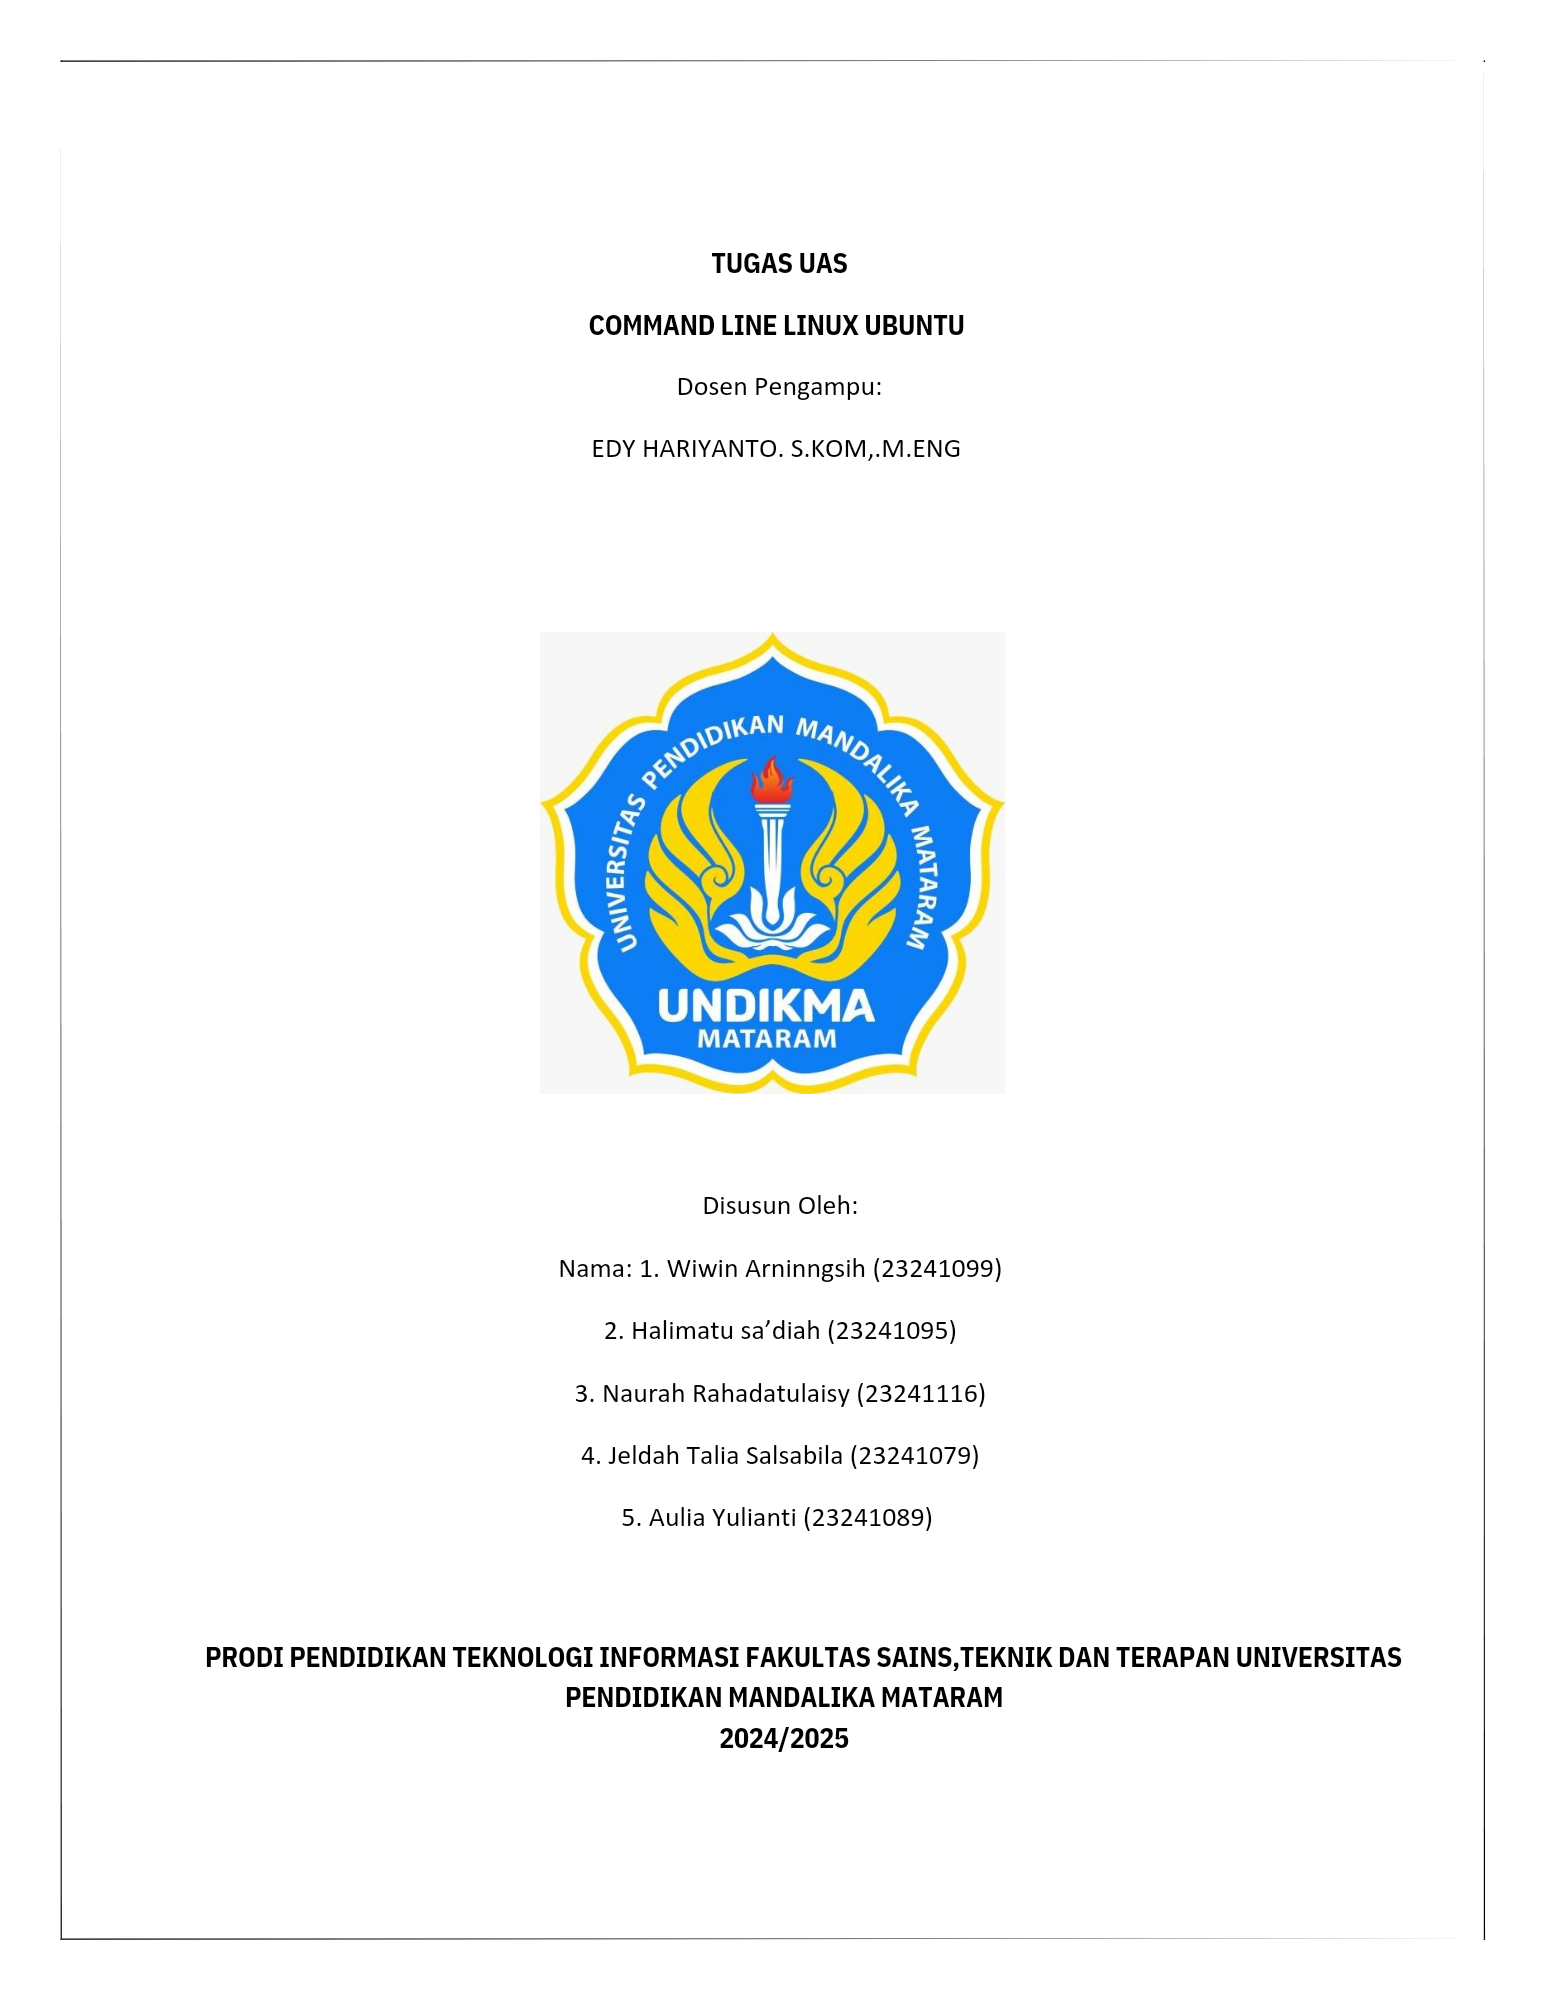 TUGAS UAS
COMMAND LINE LINUX UBUNTU
Dosen Pengampu:
EDY HARIYANTO. S.KOM,.M.ENG
UNIVERSITAS PENDIDIKAN MANDALIKA MATARAM
UNDIKMA
MATARAM
Disusun Oleh:
Nama: 1. Wiwin Arninngsih (23241099)
2. Halimatu sa’diah (23241095)
3. Naurah Rahadatulaisy (23241116)
4. Jeldah Talia Salsabila (23241079)
5. Aulia Yulianti (23241089)
PRODI PENDIDIKAN TEKNOLOGI INFORMASI FAKULTAS SAINS,TEKNIK DAN TERAPAN UNIVERSITAS
PENDIDIKAN MANDALIKA MATARAM
2024/2025